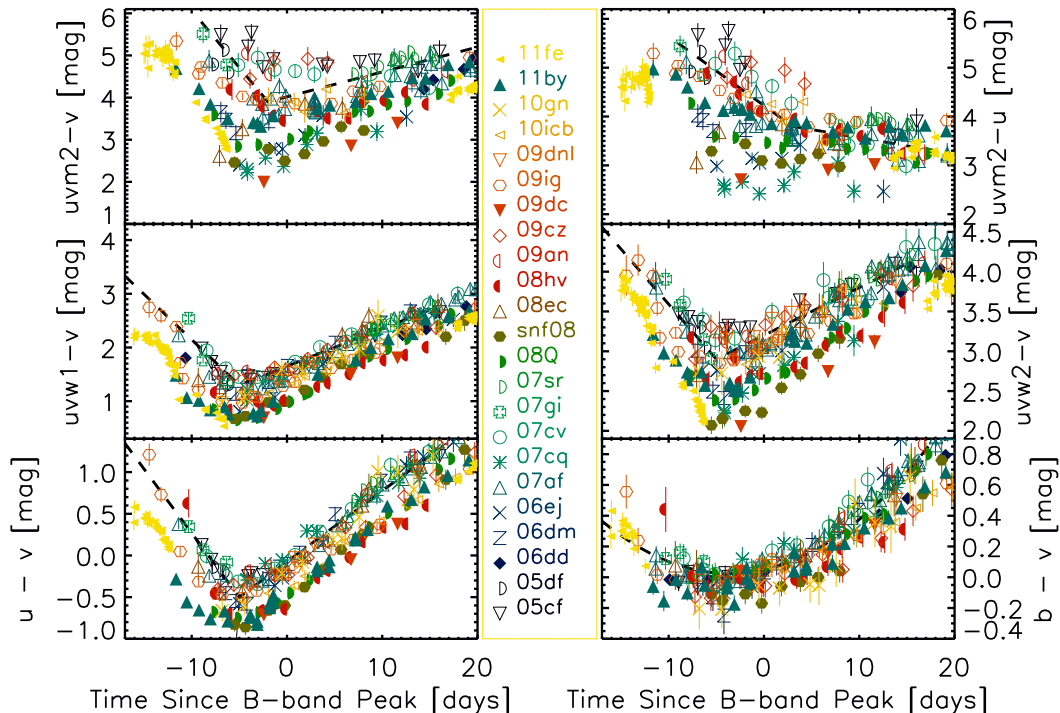 6
5
4
3
2
1
uvm2-v [mag]
4
3
2
1
uvw1-v [mag]
1.0
0.5
0.0
-0.5
-1.0
u - v [mag]
-10 0 10 20
Time Since B-band Peak [days]
11fe
11by
10gn
10icb
09dnl
09ig
09dc
09cz
09an
08hv
08ec
snf08
08Q
07sr
07gi
07cv
07cq
07af
06ej
06dm
06dd
05df
05cf
6
5
4
3
2
uvm2-u [mag]
4.5
4.0
3.5
3.0
2.5
2.0
uvw2-v [mag]
0.8
0.6
0.4
0.2
0.0
-0.2
-0.4
b - v [mag]
-10 0 10 20
Time Since B-band Peak [days]